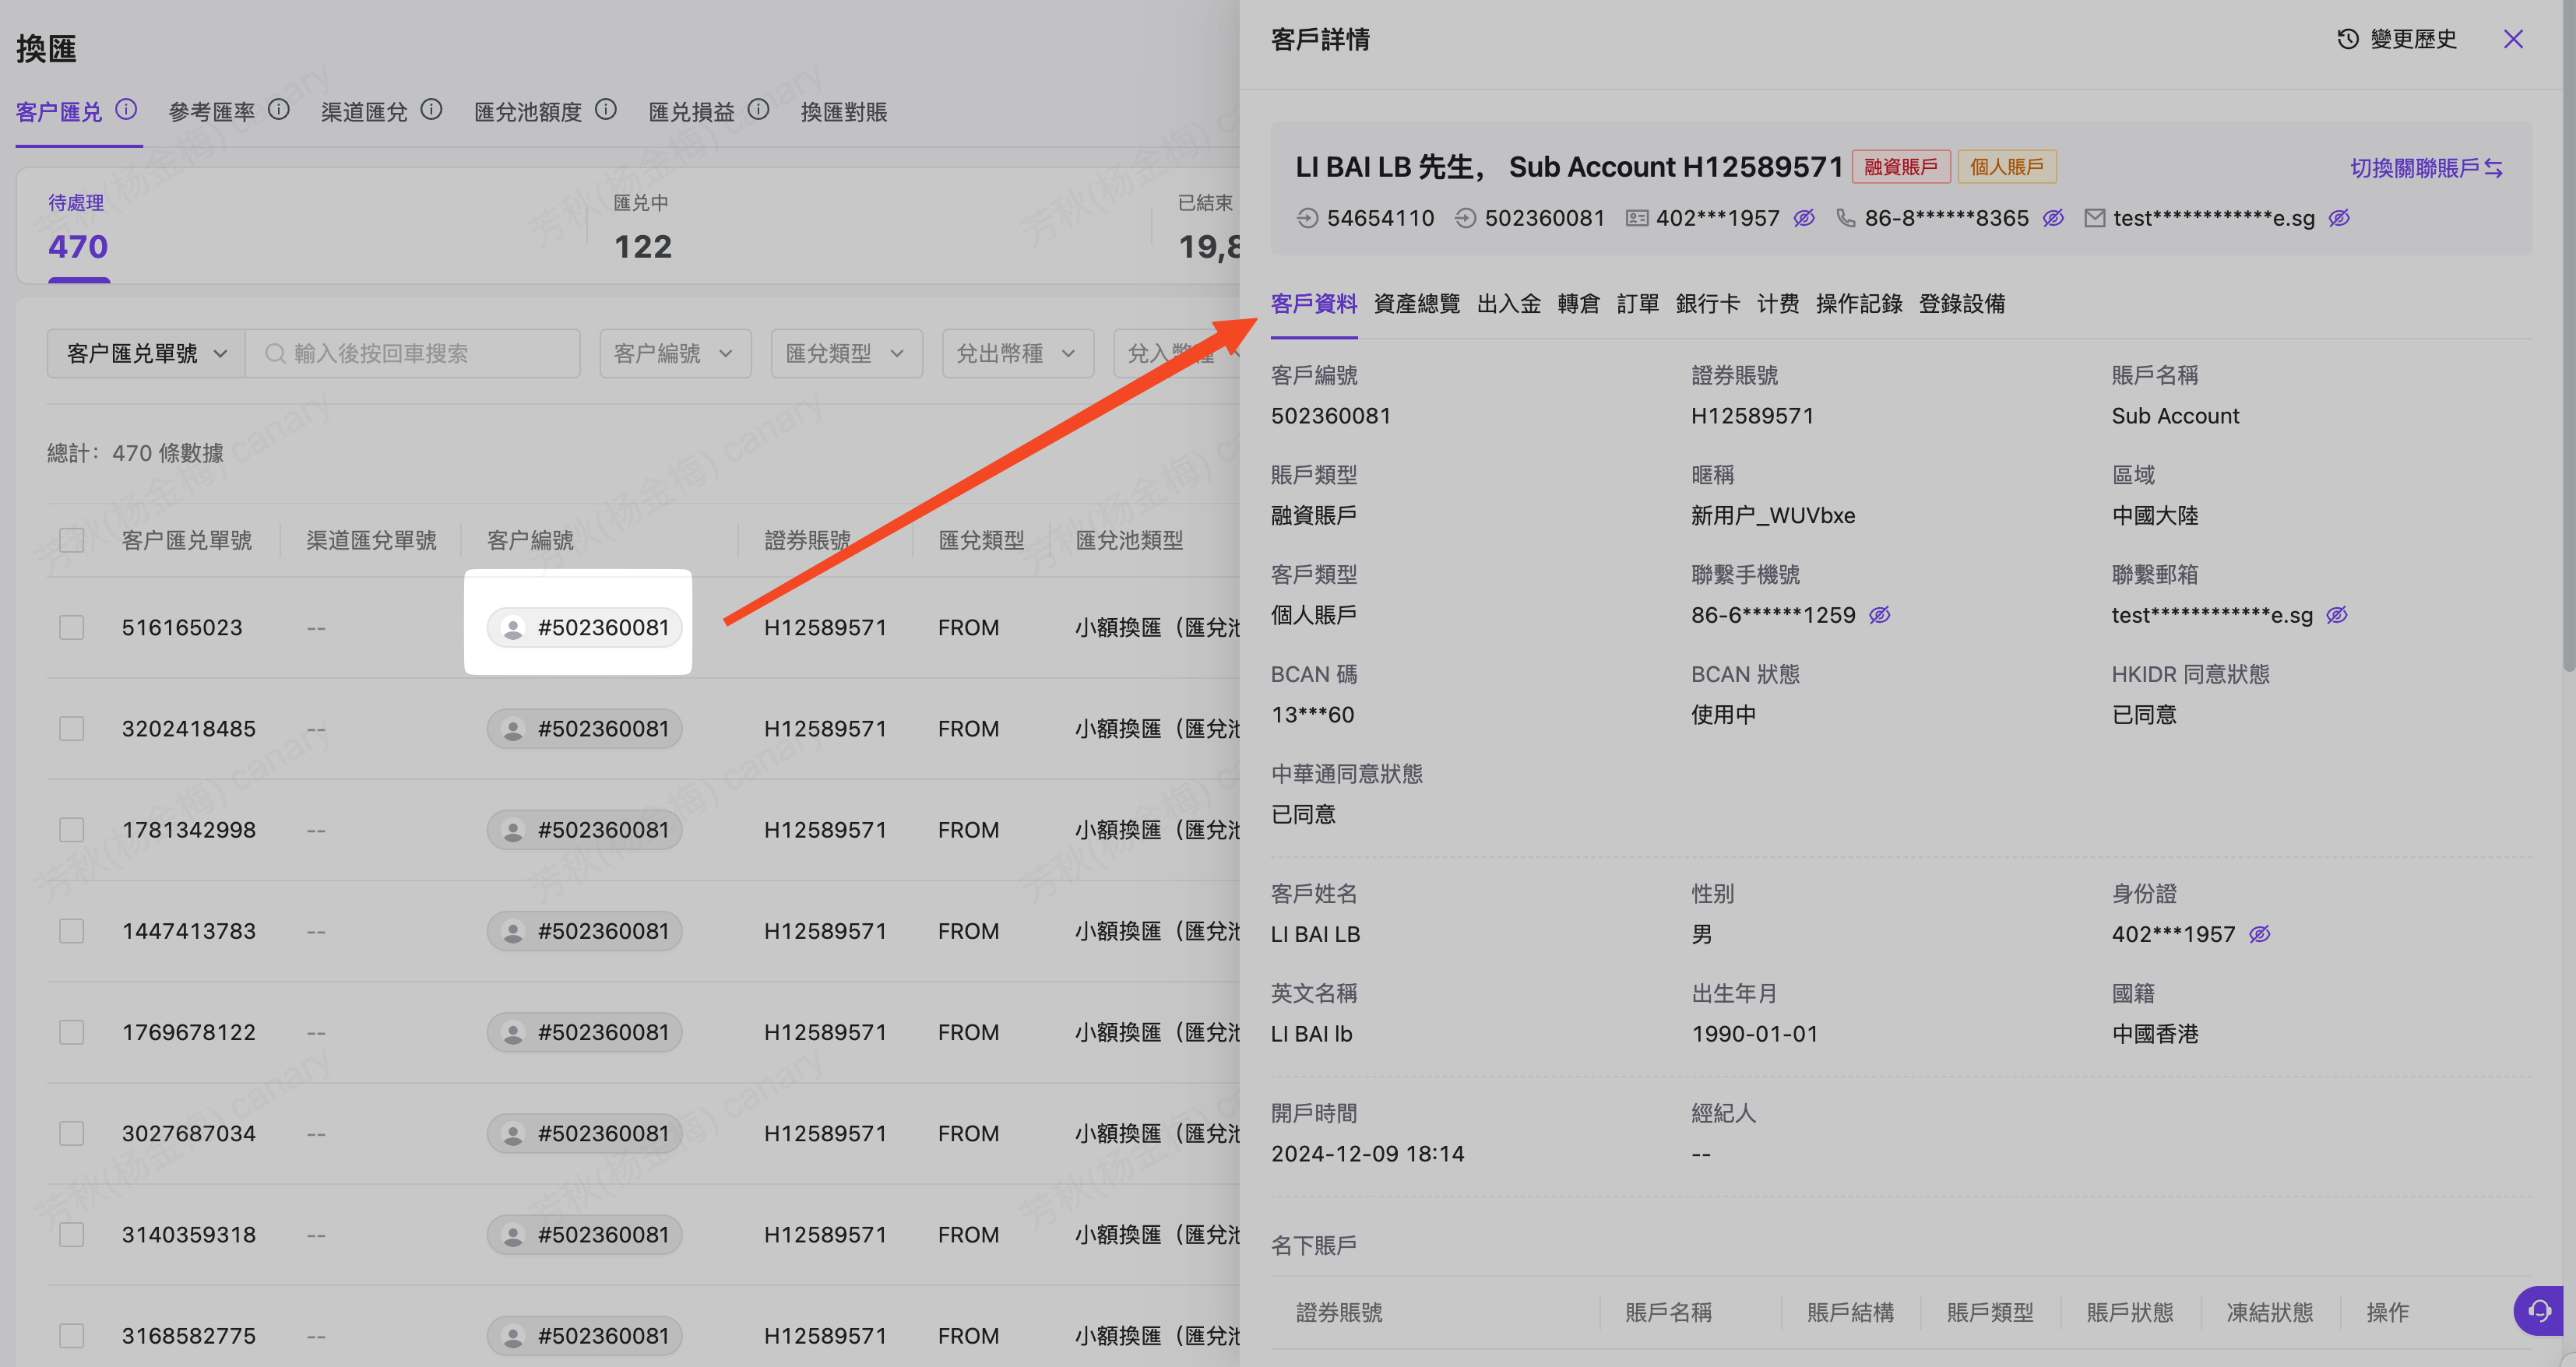 換匯
客户匯兑 參考匯率 渠道匯兌 匯兌池額度 匯兑損益 換匯對賬
待處理 匯兑中 已結束
470 122 19,8
客户匯兑單號 輸入後按回車搜索 客户編號 匯兌類型 兌出幣種 兌入幣種
總計： 470 條數據
客户匯兑單號 渠道匯兌單號 客户編號 證券賬號 匯兌類型 匯兌池類型
516165023 -- #502360081 H12589571 FROM 小額換匯（匯兌池
3202418485 -- #502360081 H12589571 FROM 小額換匯（匯兌池
1781342998 -- #502360081 H12589571 FROM 小額換匯（匯兌池
1447413783 -- #502360081 H12589571 FROM 小額換匯（匯兌池
1769678122 -- #502360081 H12589571 FROM 小額換匯（匯兌池
3027687034 -- #502360081 H12589571 FROM 小額換匯（匯兌池
3140359318 -- #502360081 H12589571 FROM 小額換匯（匯兌池
3168582775 -- #502360081 H12589571 FROM 小額換匯（匯兌池
芳秋(杨金梅) canary
客戶詳情 變更歷史
LI BAI LB 先生， Sub Account H12589571 融資賬戶 個人賬戶 切換關聯賬戶
54654110 502360081 402***1957 86-8******8365 test************e.sg
客戶資料 資產總覽 出入金 轉倉 訂單 銀行卡 计费 操作記錄 登錄設備
客戶編號 證券賬號 賬戶名稱
502360081 H12589571 Sub Account
賬戶類型 暱稱 區域
融資賬戶 新用户_WUVbxe 中國大陸
客戶類型 聯繫手機號 聯繫郵箱
個人賬戶 86-6******1259 test************e.sg
BCAN 碼 BCAN 狀態 HKIDR 同意狀態
13***60 使用中 已同意
中華通同意狀態
已同意
客戶姓名 性別 身份證
LI BAI LB 男 402***1957
英文名稱 出生年月 國籍
LI BAI lb 1990-01-01 中國香港
開戶時間 經紀人
2024-12-09 18:14 --
名下賬戶
證券賬號 賬戶名稱 賬戶結構 賬戶類型 賬戶狀態 凍結狀態 操作